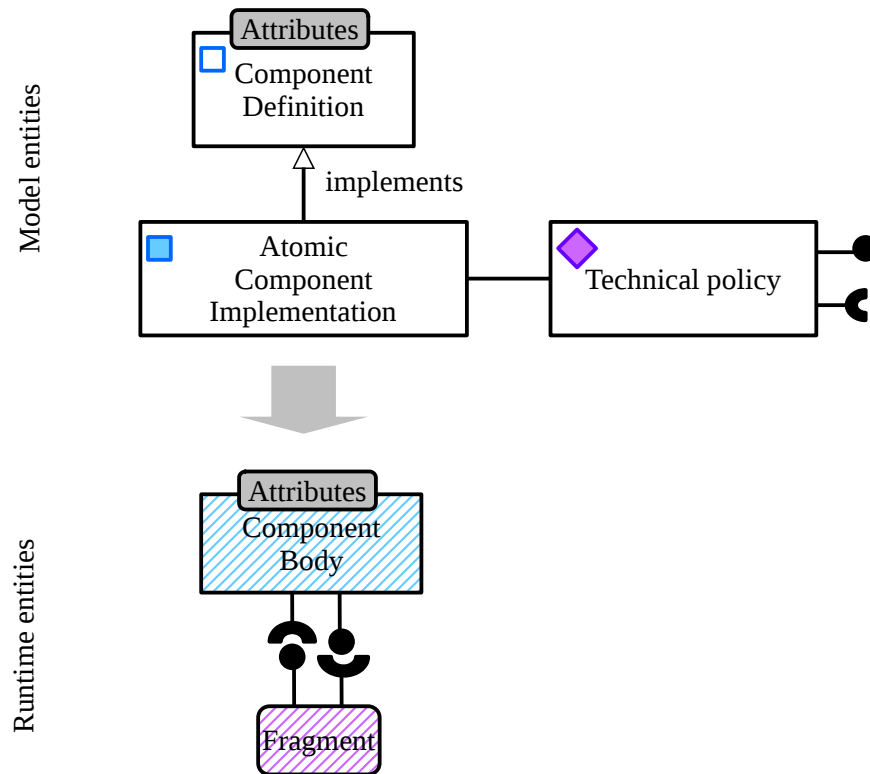 Model entities
Attributes
Component
Definition
implements
Atomic
Component
Implementation
Technical policy
Runtime entities
Attributes
Component
Body
Fragment